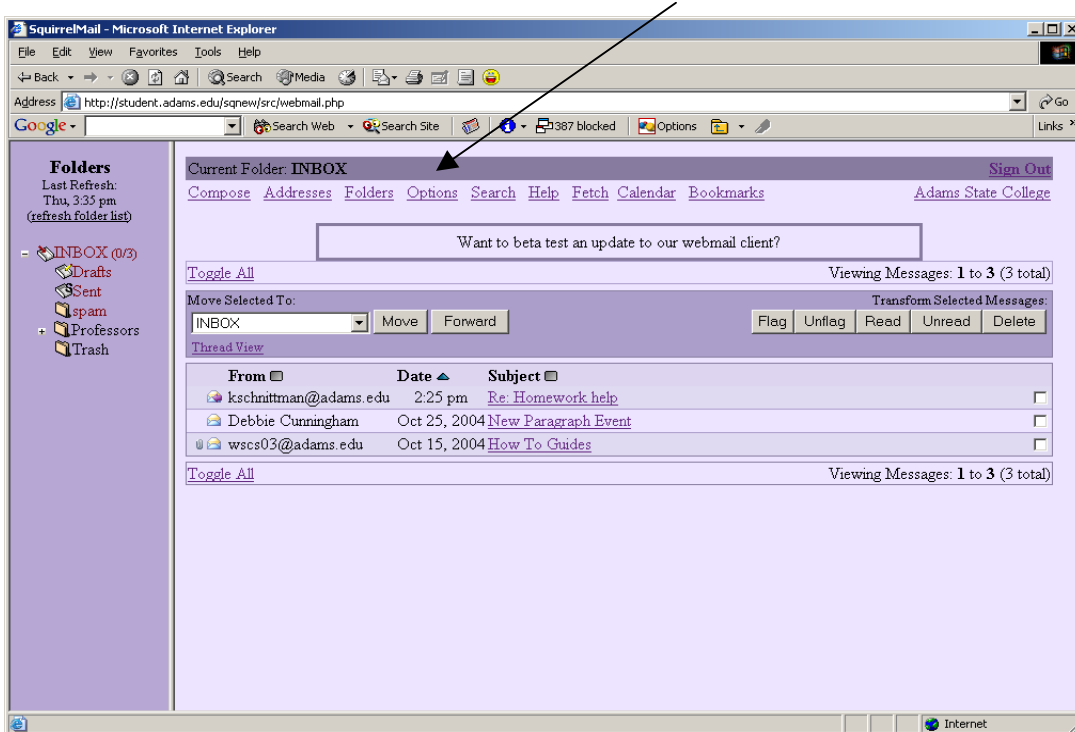 SquirrelMail - Microsoft Internet Explorer
File Edit View Favorites Tools Help
Back Search Media
Address http://student.adams.edu/sqnew/src/webmail.php Go
Google Search Web Search Site 387 blocked Options Links »
Folders
Last Refresh:
Thu, 3:35 pm
(refresh folder list)
- INBOX (0/3)
Drafts
Sent
spam
+ Professors
Trash
Current Folder: INBOX Sign Out
Compose Addresses Folders Options Search Help Fetch Calendar Bookmarks Adams State College
Want to beta test an update to our webmail client?
Toggle All Viewing Messages: 1 to 3 (3 total)
Move Selected To: Transform Selected Messages:
INBOX Move Forward Flag Unflag Read Unread Delete
Thread View
From Date Subject
kschnittman@adams.edu 2:25 pm Re: Homework help
Debbie Cunningham Oct 25, 2004 New Paragraph Event
wscs03@adams.edu Oct 15, 2004 How To Guides
Toggle All Viewing Messages: 1 to 3 (3 total)
Internet